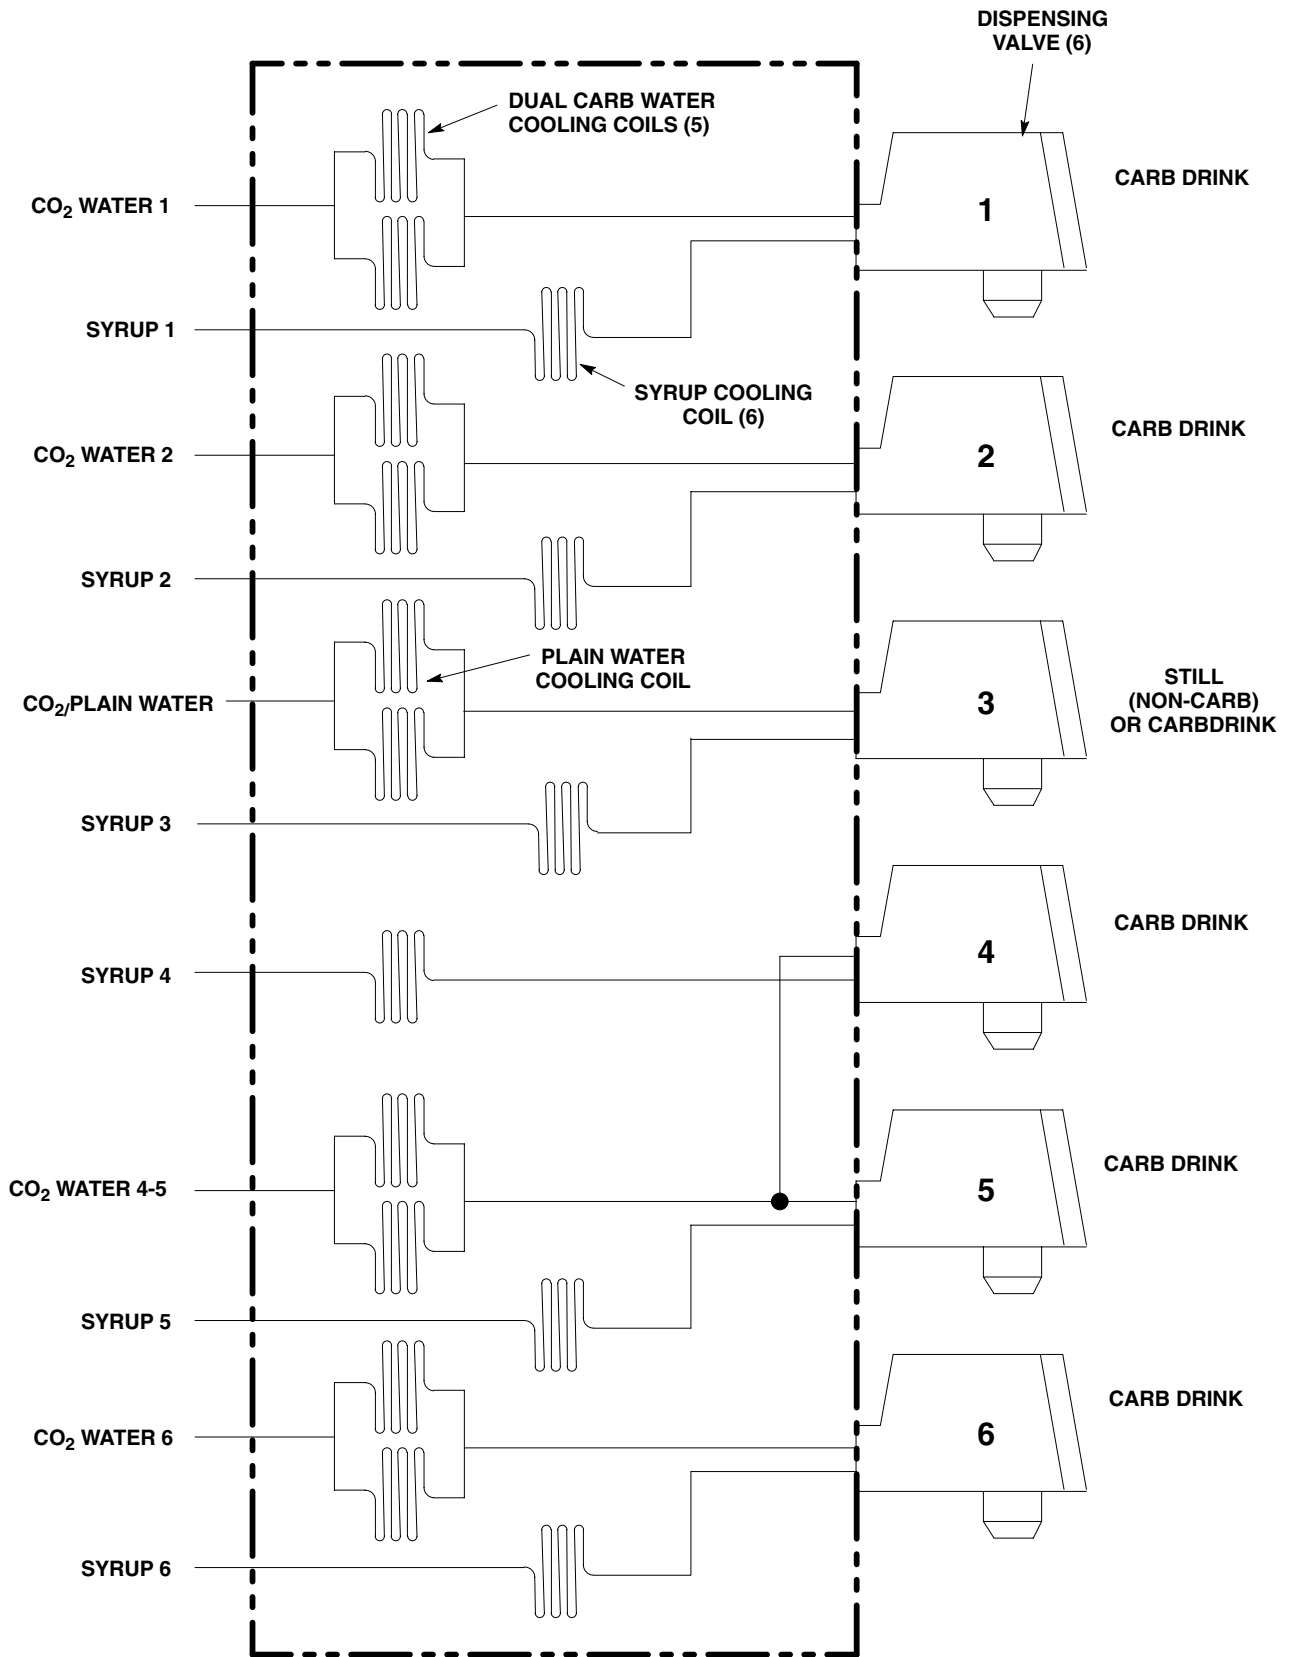 DISPENSING
VALVE (6)
DUAL CARB WATER
COOLING COILS (5)
CARB DRINK
CO2 WATER 1
1
SYRUP 1
SYRUP COOLING
COIL (6)
CARB DRINK
CO2 WATER 2
2
SYRUP 2
PLAIN WATER
COOLING COIL
CO2/PLAIN WATER
3
STILL
(NON-CARB)
OR CARBDRINK
SYRUP 3
CARB DRINK
4
SYRUP 4
CARB DRINK
CO2 WATER 4-5
5
SYRUP 5
CARB DRINK
CO2 WATER 6
6
SYRUP 6